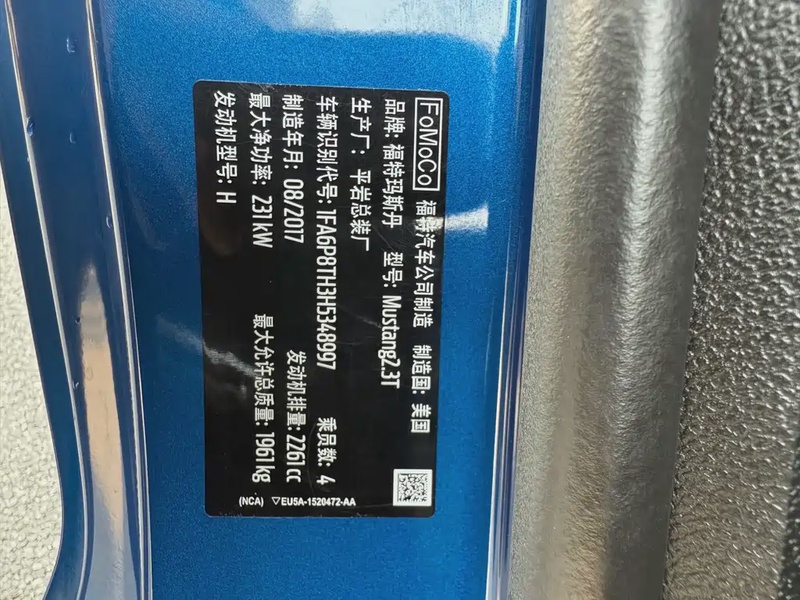 FoMoCo 福特汽车公司制造 制造国: 美国
品牌: 福特玛斯丹 型号: Mustang2.3T
生产厂: 平岩总装厂
车辆识别代号: 1FA6P8TH3H5348997 乘员数: 4
制造年月: 08/2017 发动机排量: 2261cc
最大净功率: 231kW 最大允许总质量: 1961kg
发动机型号: H
(NCA) ▽EU5A-1520472-AA